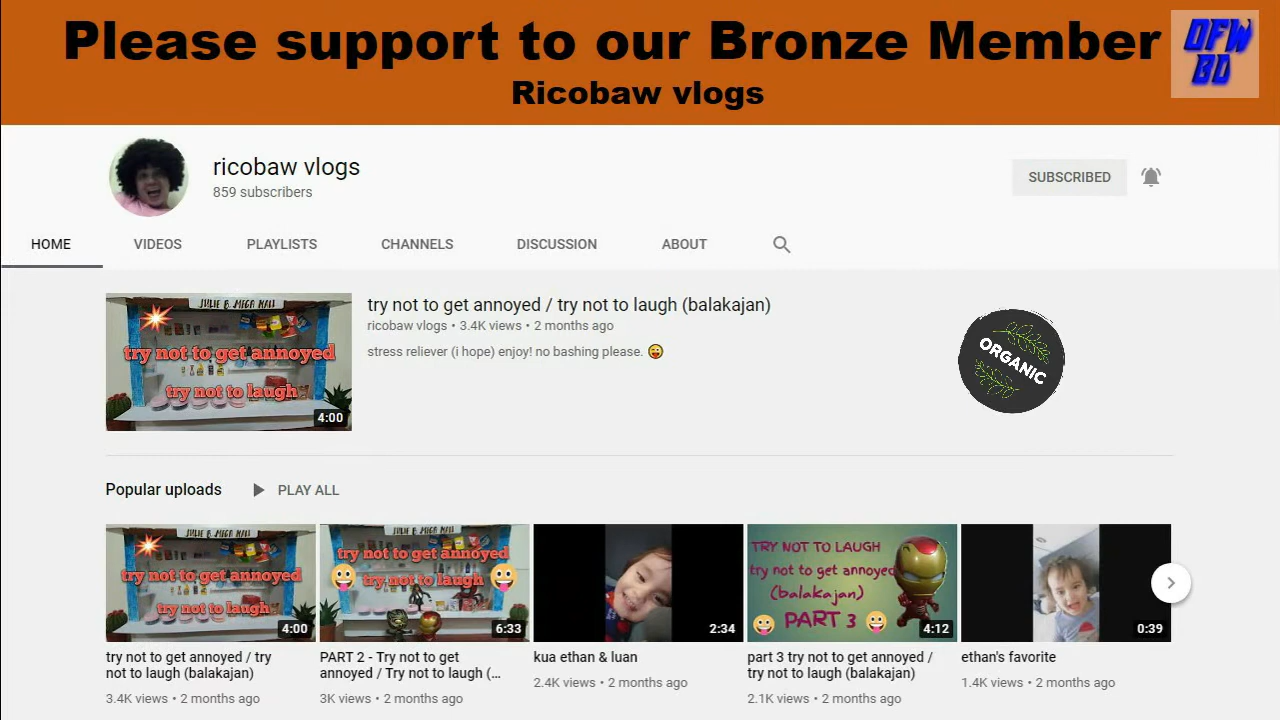 Please support to our Bronze Member
Ricobaw vlogs
OFW
BD
ricobaw vlogs
859 subscribers
SUBSCRIBED
HOME VIDEOS PLAYLISTS CHANNELS DISCUSSION ABOUT
JULIE B. MEGA MALL
try not to get annoyed
try not to laugh
4:00
try not to get annoyed / try not to laugh (balakajan)
ricobaw vlogs • 3.4K views • 2 months ago
stress reliever (i hope) enjoy! no bashing please. 😜
ORGANIC
Popular uploads PLAY ALL
JULIE B. MEGA MALL
try not to get annoyed
try not to laugh
4:00
JULIE B. MEGA MALL
try not to get annoyed
try not to laugh
6:33
2:34
TRY NOT TO LAUGH
try not to get annoyed
(balakajan)
PART 3
4:12
0:39
try not to get annoyed / try
not to laugh (balakajan)
3.4K views • 2 months ago
PART 2 - Try not to get
annoyed / Try not to laugh (...
3K views • 2 months ago
kua ethan & luan
2.4K views • 2 months ago
part 3 try not to get annoyed /
try not to laugh (balakajan)
2.1K views • 2 months ago
ethan's favorite
1.4K views • 2 months ago